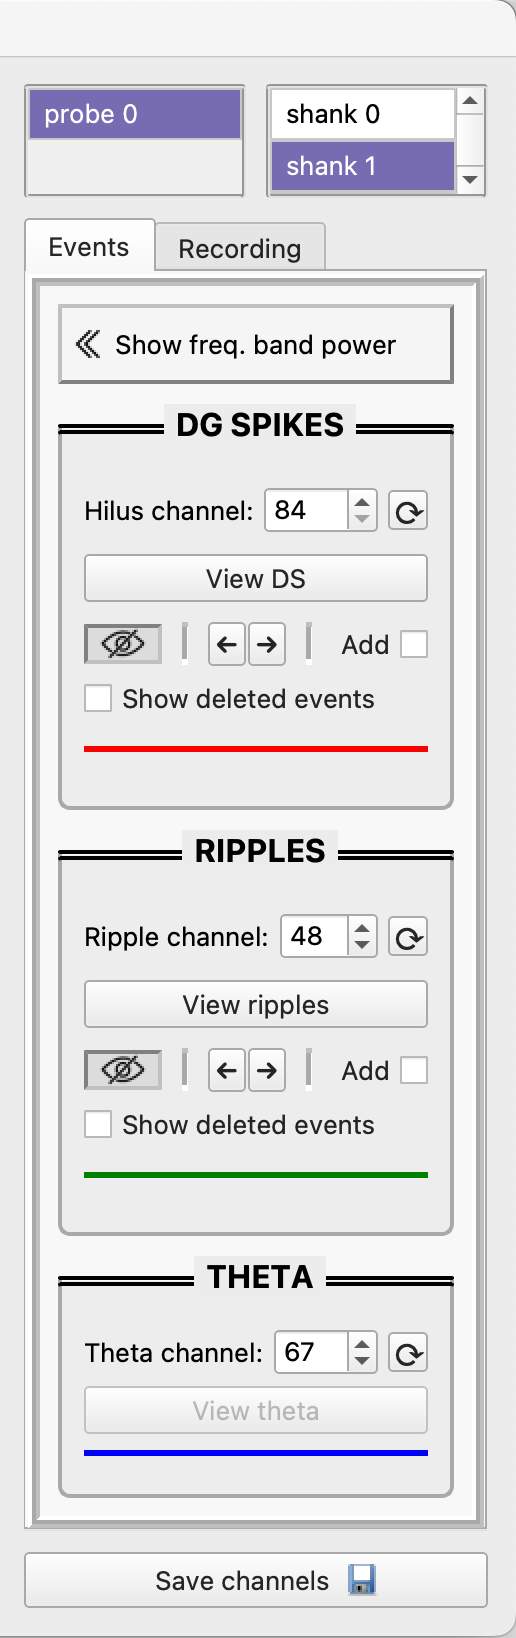 probe 0
shank 0
shank 1
Events
Recording
Show freq. band power
DG SPIKES
Hilus channel: 84
View DS
Add
Show deleted events
RIPPLES
Ripple channel: 48
View ripples
Add
Show deleted events
THETA
Theta channel: 67
View theta
Save channels